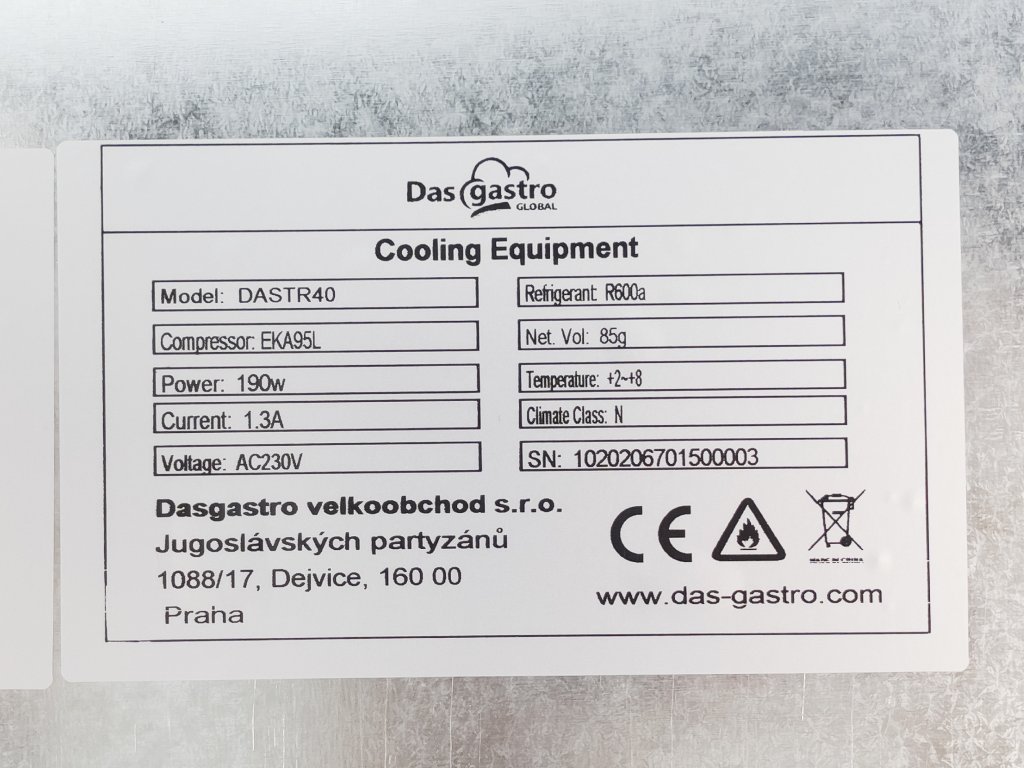 Das gastro
GLOBAL
Cooling Equipment
Model: DASTR40
Refrigerant: R600a
Compressor: EKA95L
Net. Vol: 85g
Power: 190w
Temperature: +2~+8
Current: 1.3A
Climate Class: N
Voltage: AC230V
SN: 1020206701500003
Dasgastro velkoobchod s.r.o.
Jugoslávských partyzánů
1088/17, Dejvice, 160 00
Praha
CE
MADE IN CHINA
www.das-gastro.com